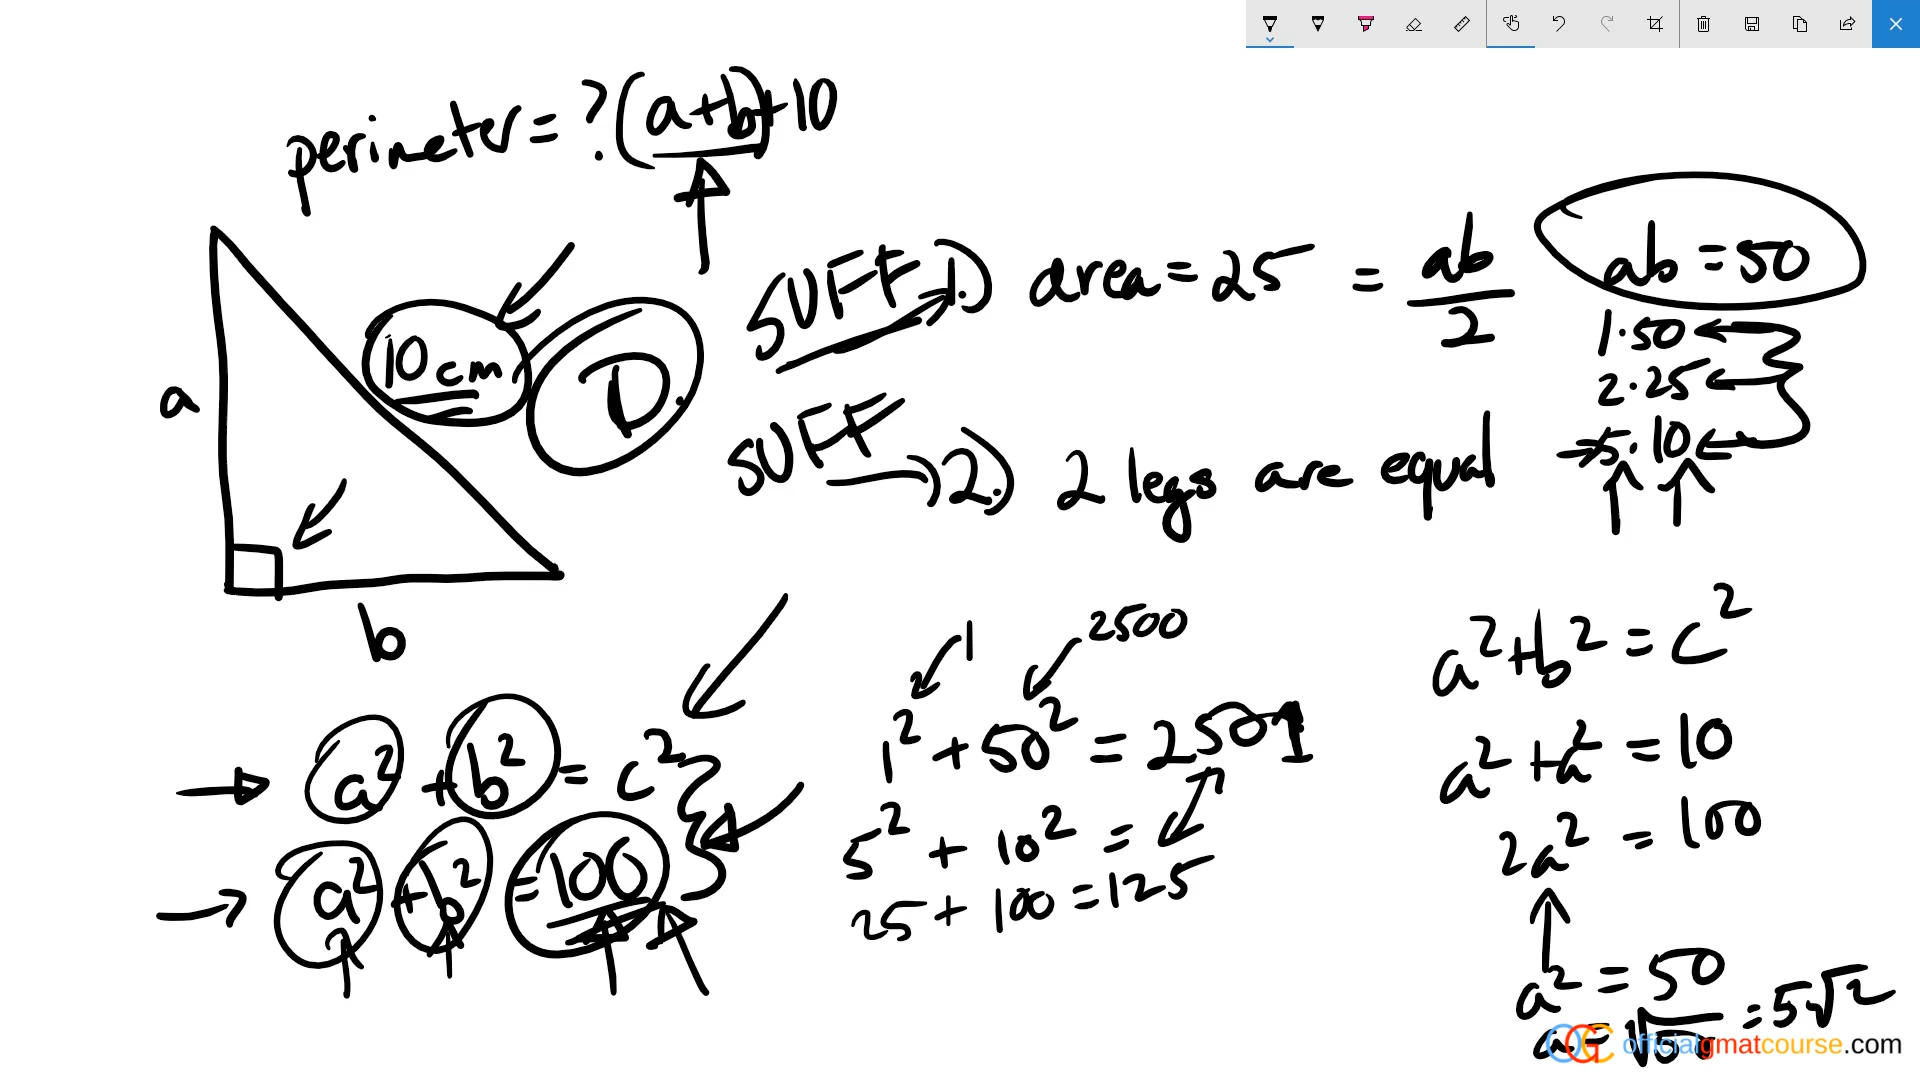 perimeter = ? (a+b)+10
SUFF 1.) area = 25 = ab/2
ab = 50
1·50
2·25
5·10
a
10 cm
D.
SUFF 2.) 2 legs are equal
b
a² + b² = c²
a² + b² = 100
1
2500
1² + 50² = 2501
5² + 10² =
25 + 100 = 125
a² + b² = c²
a² + a² = 10
2a² = 100
a² = 50
a = √50 = 5√2
OGC officialgmatcourse.com